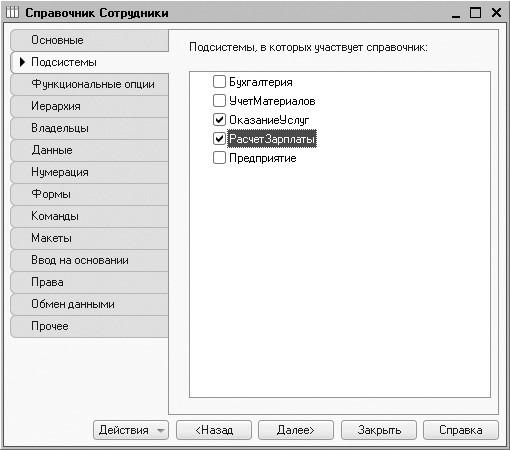 Справочник Сотрудники
Основные
Подсистемы
Функциональные опции
Иерархия
Владельцы
Данные
Нумерация
Формы
Команды
Макеты
Ввод на основании
Права
Обмен данными
Прочее
Подсистемы, в которых участвует справочник:
Бухгалтерия
УчетМатериалов
ОказаниеУслуг
РасчетЗарплаты
Предприятие
Действия
<Назад
Далее>
Закрыть
Справка